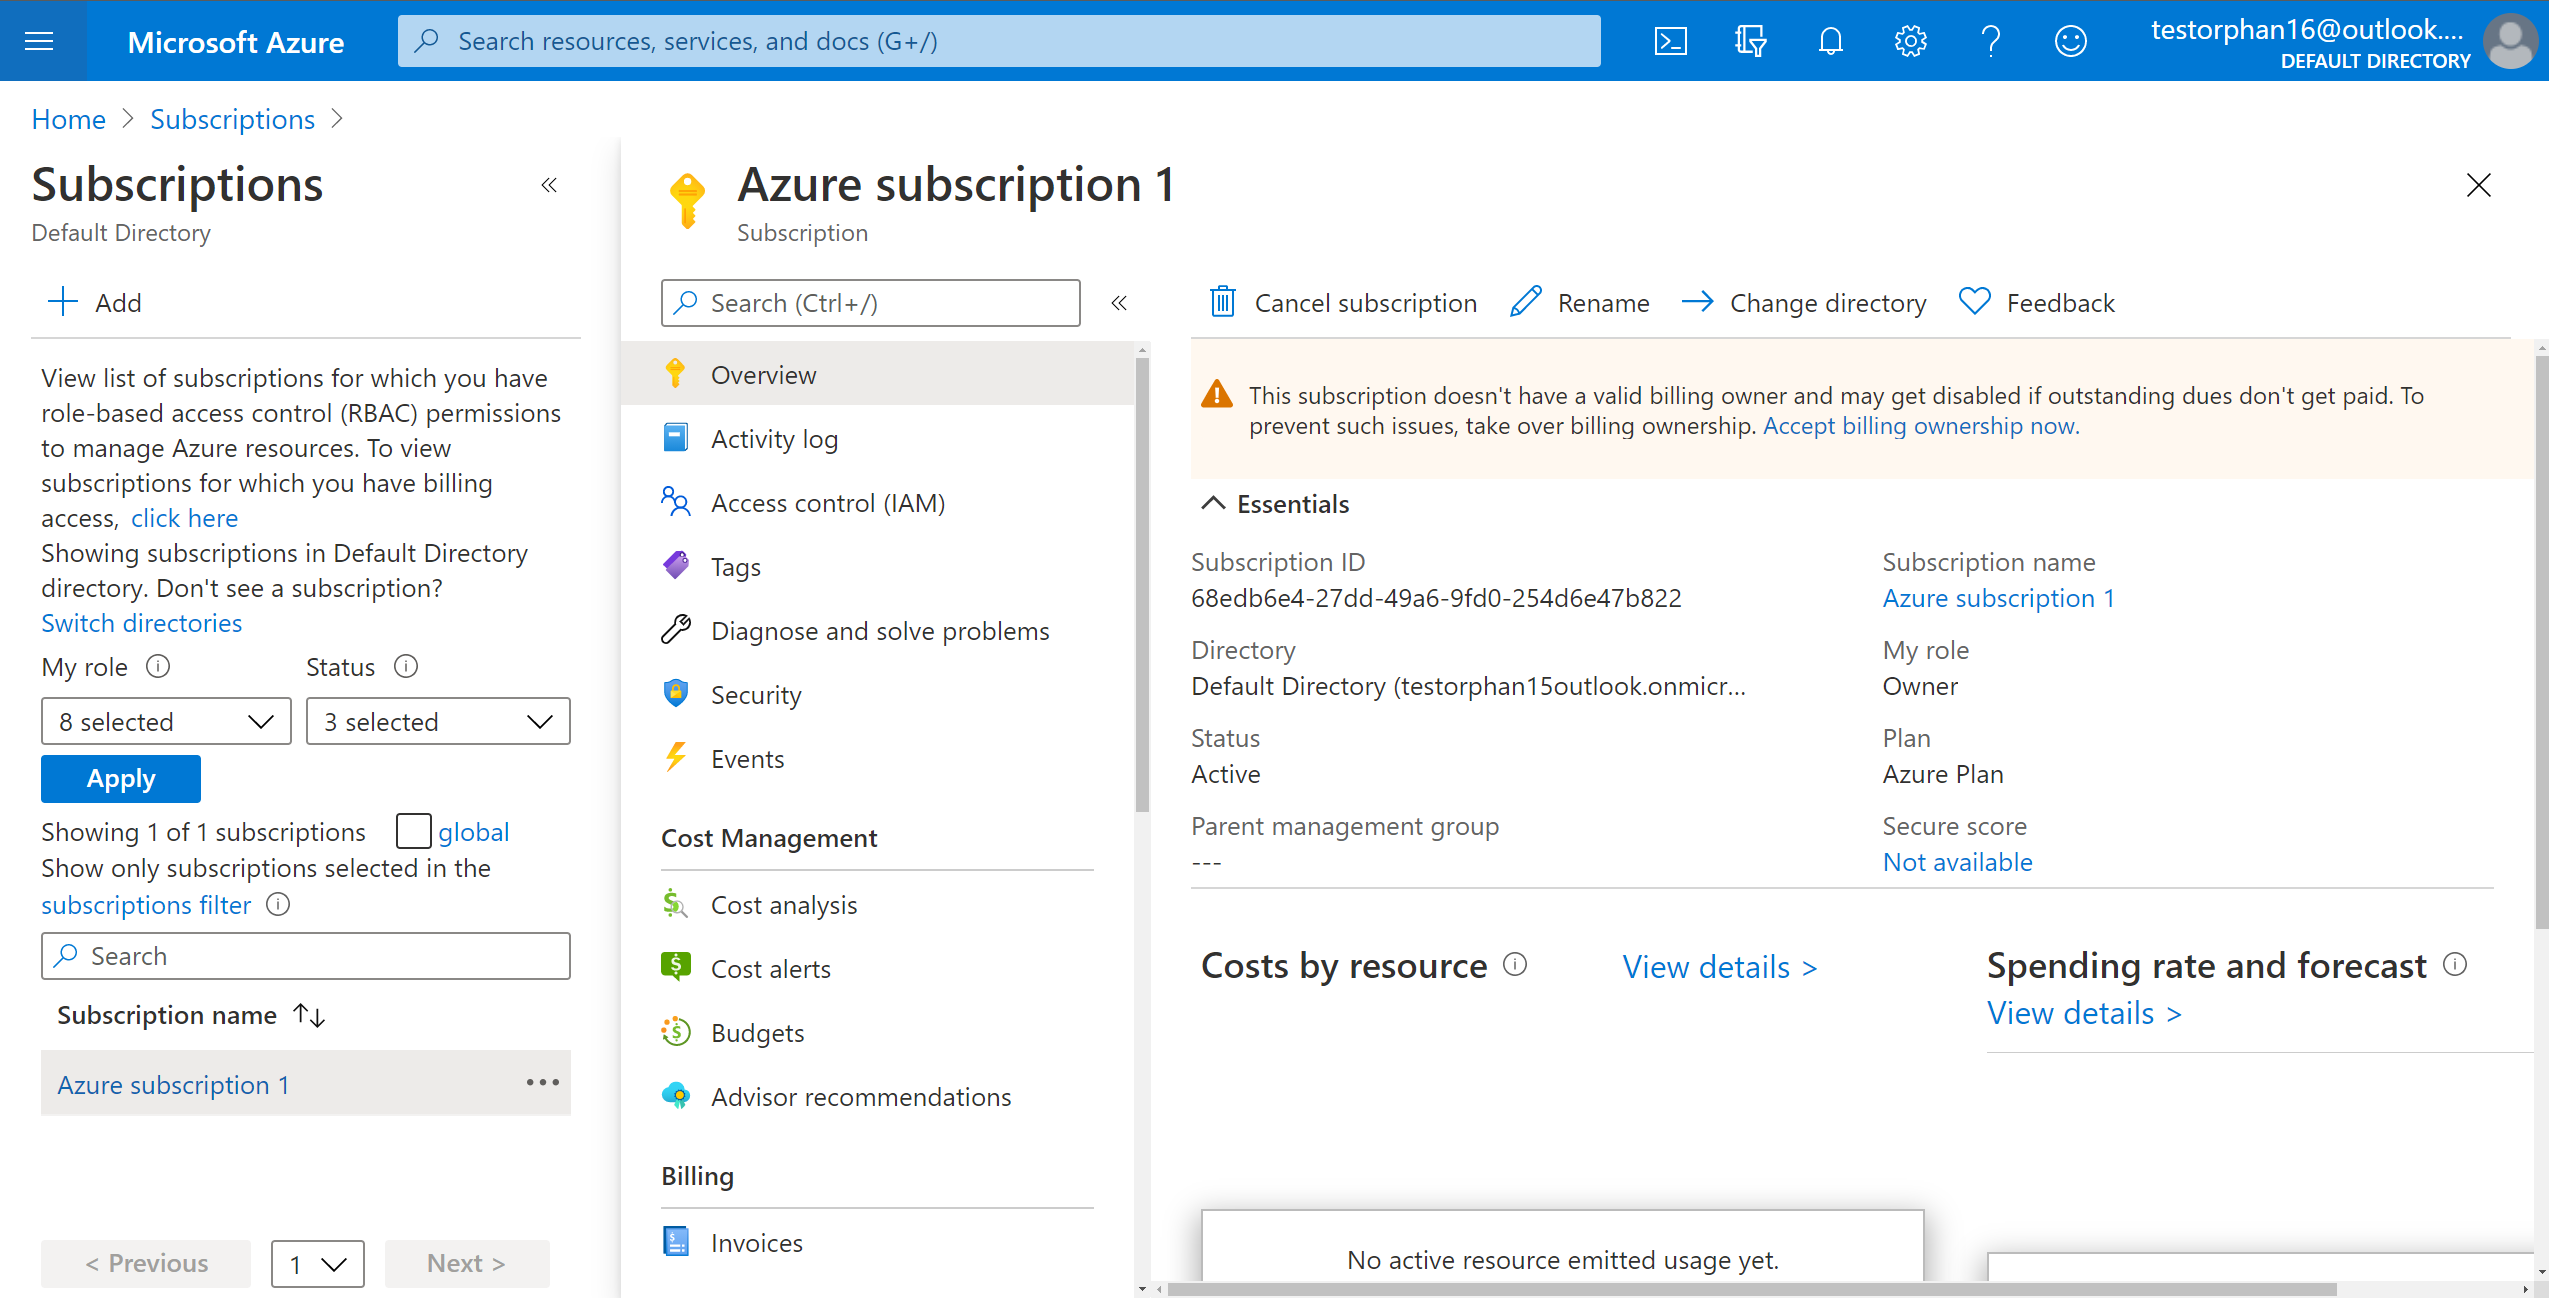 Microsoft Azure
Search resources, services, and docs (G+/)
testorphan16@outlook....
DEFAULT DIRECTORY
Home > Subscriptions >
Subscriptions
«
Default Directory
Add
View list of subscriptions for which you have
role-based access control (RBAC) permissions
to manage Azure resources. To view
subscriptions for which you have billing
access, click here
Showing subscriptions in Default Directory
directory. Don't see a subscription?
Switch directories
My role
Status
8 selected
3 selected
Apply
Showing 1 of 1 subscriptions global
Show only subscriptions selected in the
subscriptions filter
Search
Subscription name
Azure subscription 1
...
< Previous
1
Next >
Azure subscription 1
Subscription
Search (Ctrl+/)
«
Overview
Activity log
Access control (IAM)
Tags
Diagnose and solve problems
Security
Events
Cost Management
Cost analysis
Cost alerts
Budgets
Advisor recommendations
Billing
Invoices
Cancel subscription
Rename
Change directory
Feedback
This subscription doesn't have a valid billing owner and may get disabled if outstanding dues don't get paid. To
prevent such issues, take over billing ownership. Accept billing ownership now.
Essentials
Subscription ID
68edb6e4-27dd-49a6-9fd0-254d6e47b822
Directory
Default Directory (testorphan15outlook.onmicr...
Status
Active
Parent management group
---
Subscription name
Azure subscription 1
My role
Owner
Plan
Azure Plan
Secure score
Not available
Costs by resource
View details >
Spending rate and forecast
View details >
No active resource emitted usage yet.